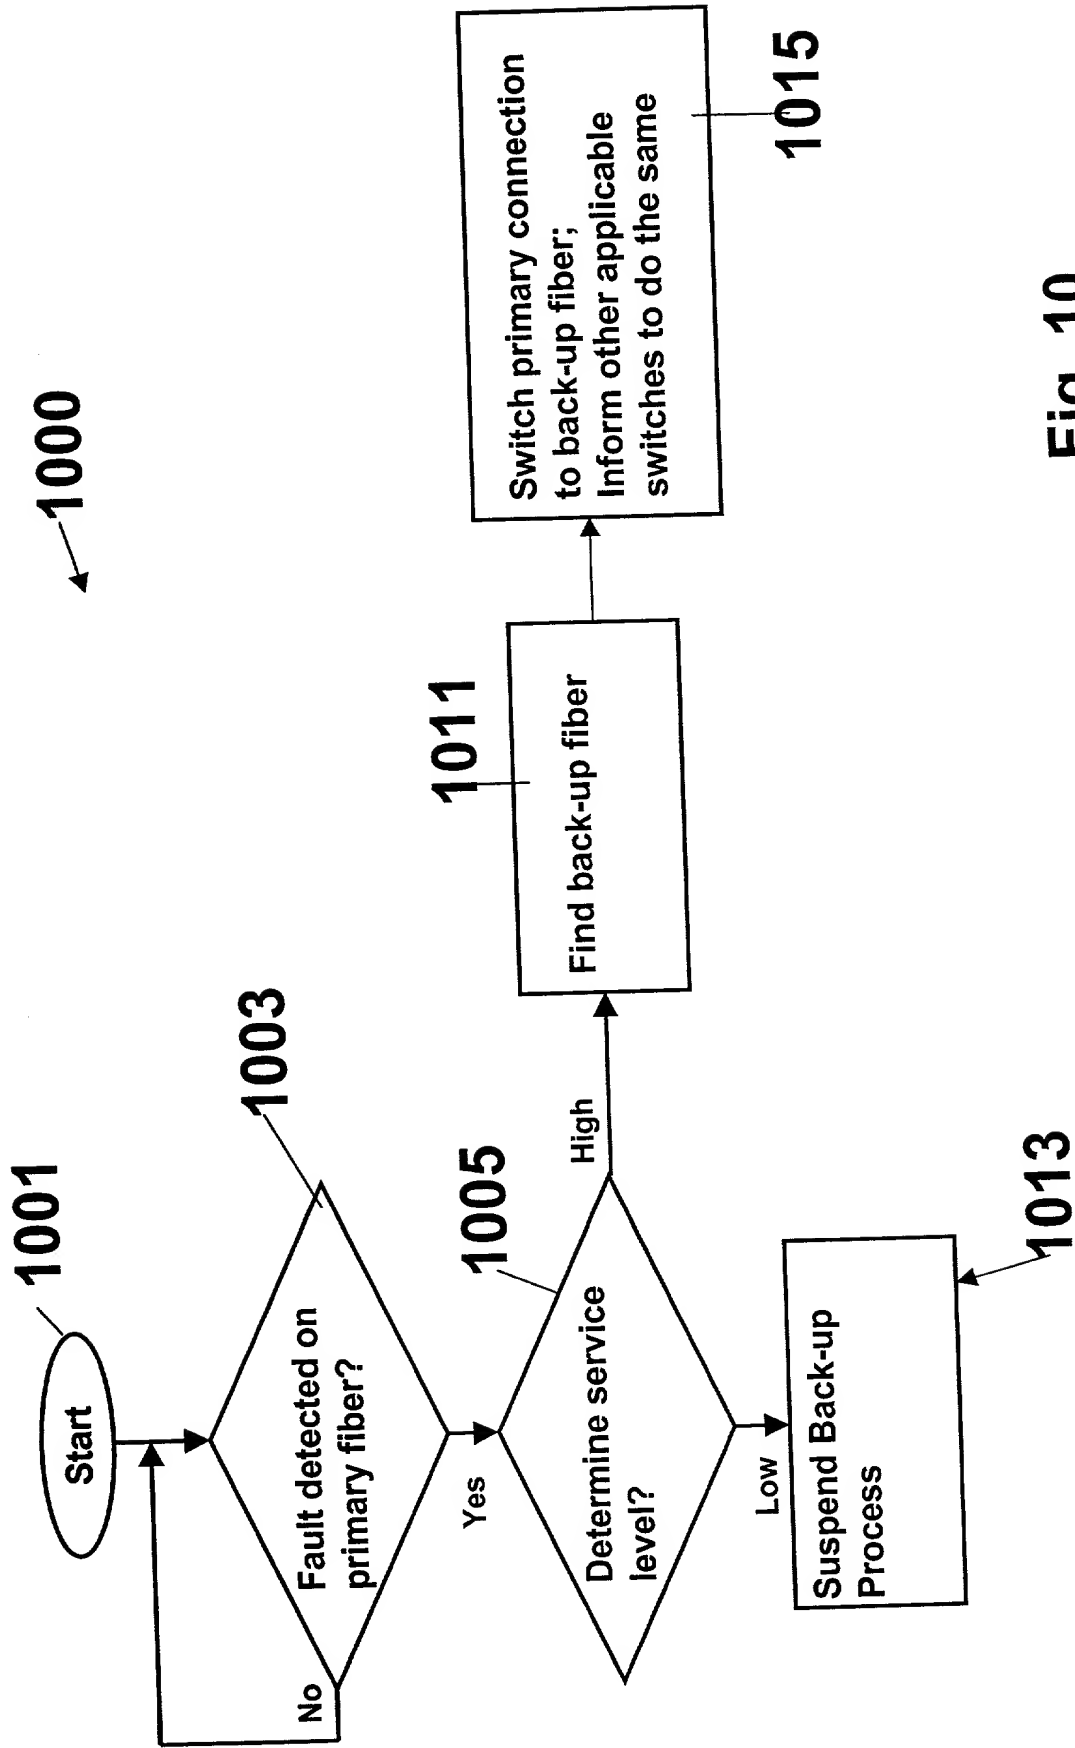 1000
1001
Start
1003
Fault detected on
primary fiber?
No
Yes
1005
Determine service
level?
High
Low
1011
Find back-up fiber
Switch primary connection
to back-up fiber;
Inform other applicable
switches to do the same
1015
Suspend Back-up
Process
1013
Fig. 10